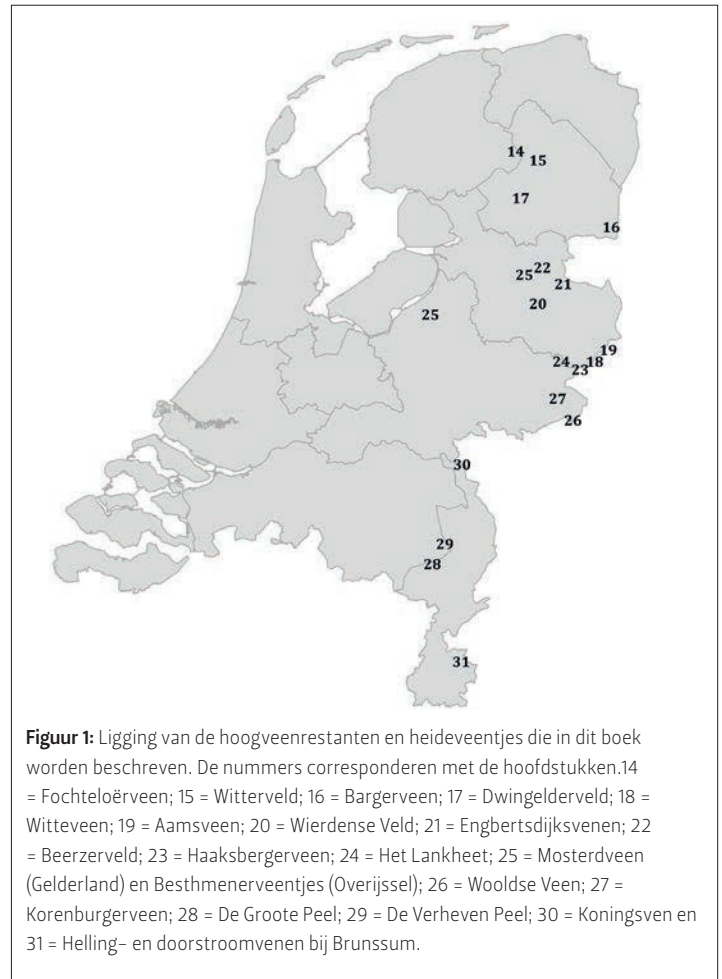 14
15
17
16
22
25
21
20
25
19
24
18
23
27
26
30
29
28
31
Figuur 1: Ligging van de hoogveenrestanten en heideveentjes die in dit boek
worden beschreven. De nummers corresponderen met de hoofdstukken.14
= Fochteloërveen; 15 = Witterveld; 16 = Bargerveen; 17 = Dwingelderveld; 18 =
Witteveen; 19 = Aamsveen; 20 = Wierdense Veld; 21 = Engbertsdijksvenen; 22
= Beerzerveld; 23 = Haaksbergerveen; 24 = Het Lankheet; 25 = Mosterdveen
(Gelderland) en Besthmenerveentjes (Overijssel); 26 = Wooldse Veen; 27 =
Korenburgerveen; 28 = De Groote Peel; 29 = De Verheven Peel; 30 = Koningsven en
31 = Helling– en doorstroomvenen bij Brunssum.